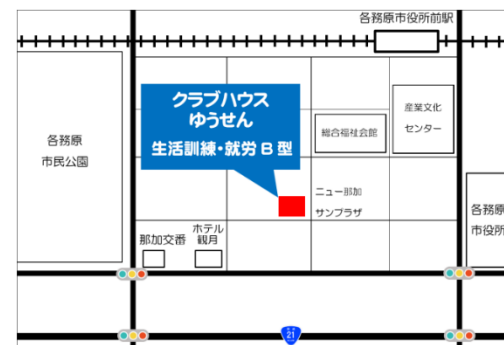 各務原市役所前駅
クラブハウス
ゆうせん
生活訓練・就労B型
産業文化
センター
総合福祉会館
各務原
市民公園
ニュー那加
サンプラザ
各務原
市役所
ホテル
観月
那加交番
21